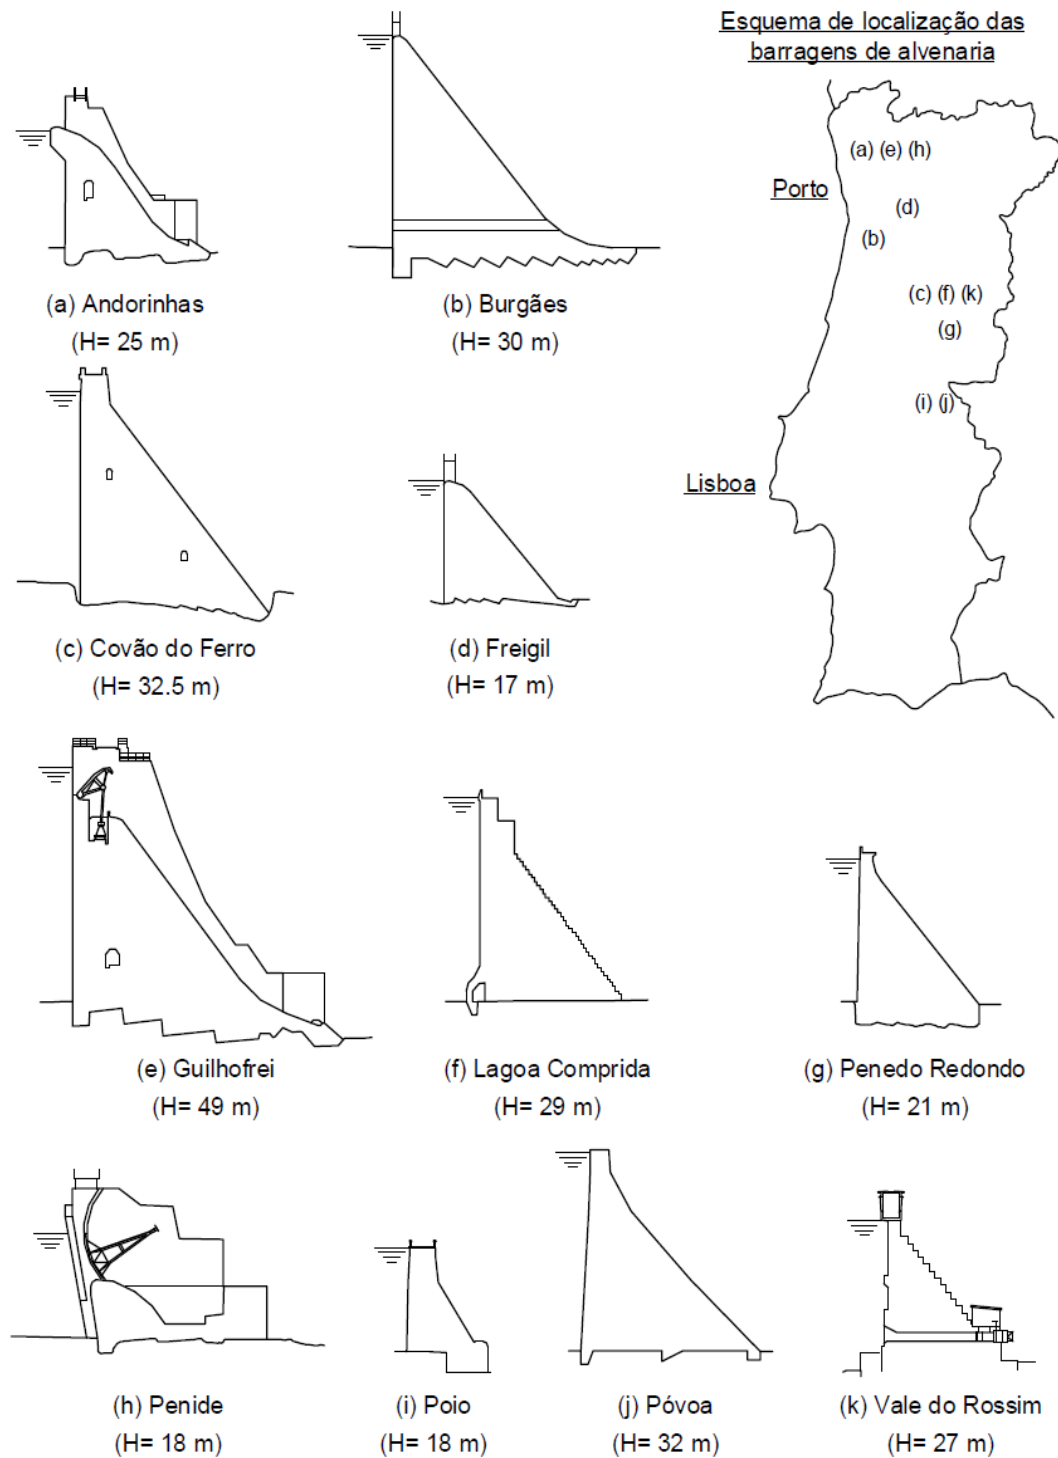 Esquema de localização das
barragens de alvenaria
(a) (e) (h)
Porto
(d)
(b)
(c) (f) (k)
(g)
(i) (j)
Lisboa
(a) Andorinhas
(H= 25 m)
(b) Burgães
(H= 30 m)
(c) Covão do Ferro
(H= 32.5 m)
(d) Freigil
(H= 17 m)
(e) Guilhofrei
(H= 49 m)
(f) Lagoa Comprida
(H= 29 m)
(g) Penedo Redondo
(H= 21 m)
(h) Penide
(H= 18 m)
(i) Poio
(H= 18 m)
(j) Póvoa
(H= 32 m)
(k) Vale do Rossim
(H= 27 m)